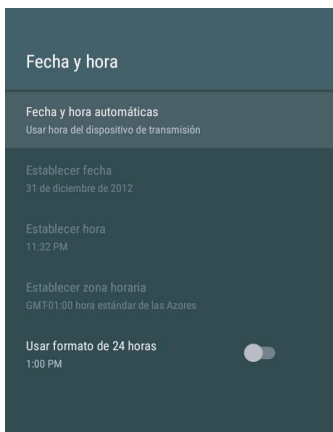 Fecha y hora
Fecha y hora automáticas
Usar hora del dispositivo de transmisión
Establecer fecha
31 de diciembre de 2012
Establecer hora
11:32 PM
Establecer zona horaria
GMT-01:00 hora estándar de las Azores
Usar formato de 24 horas
1:00 PM